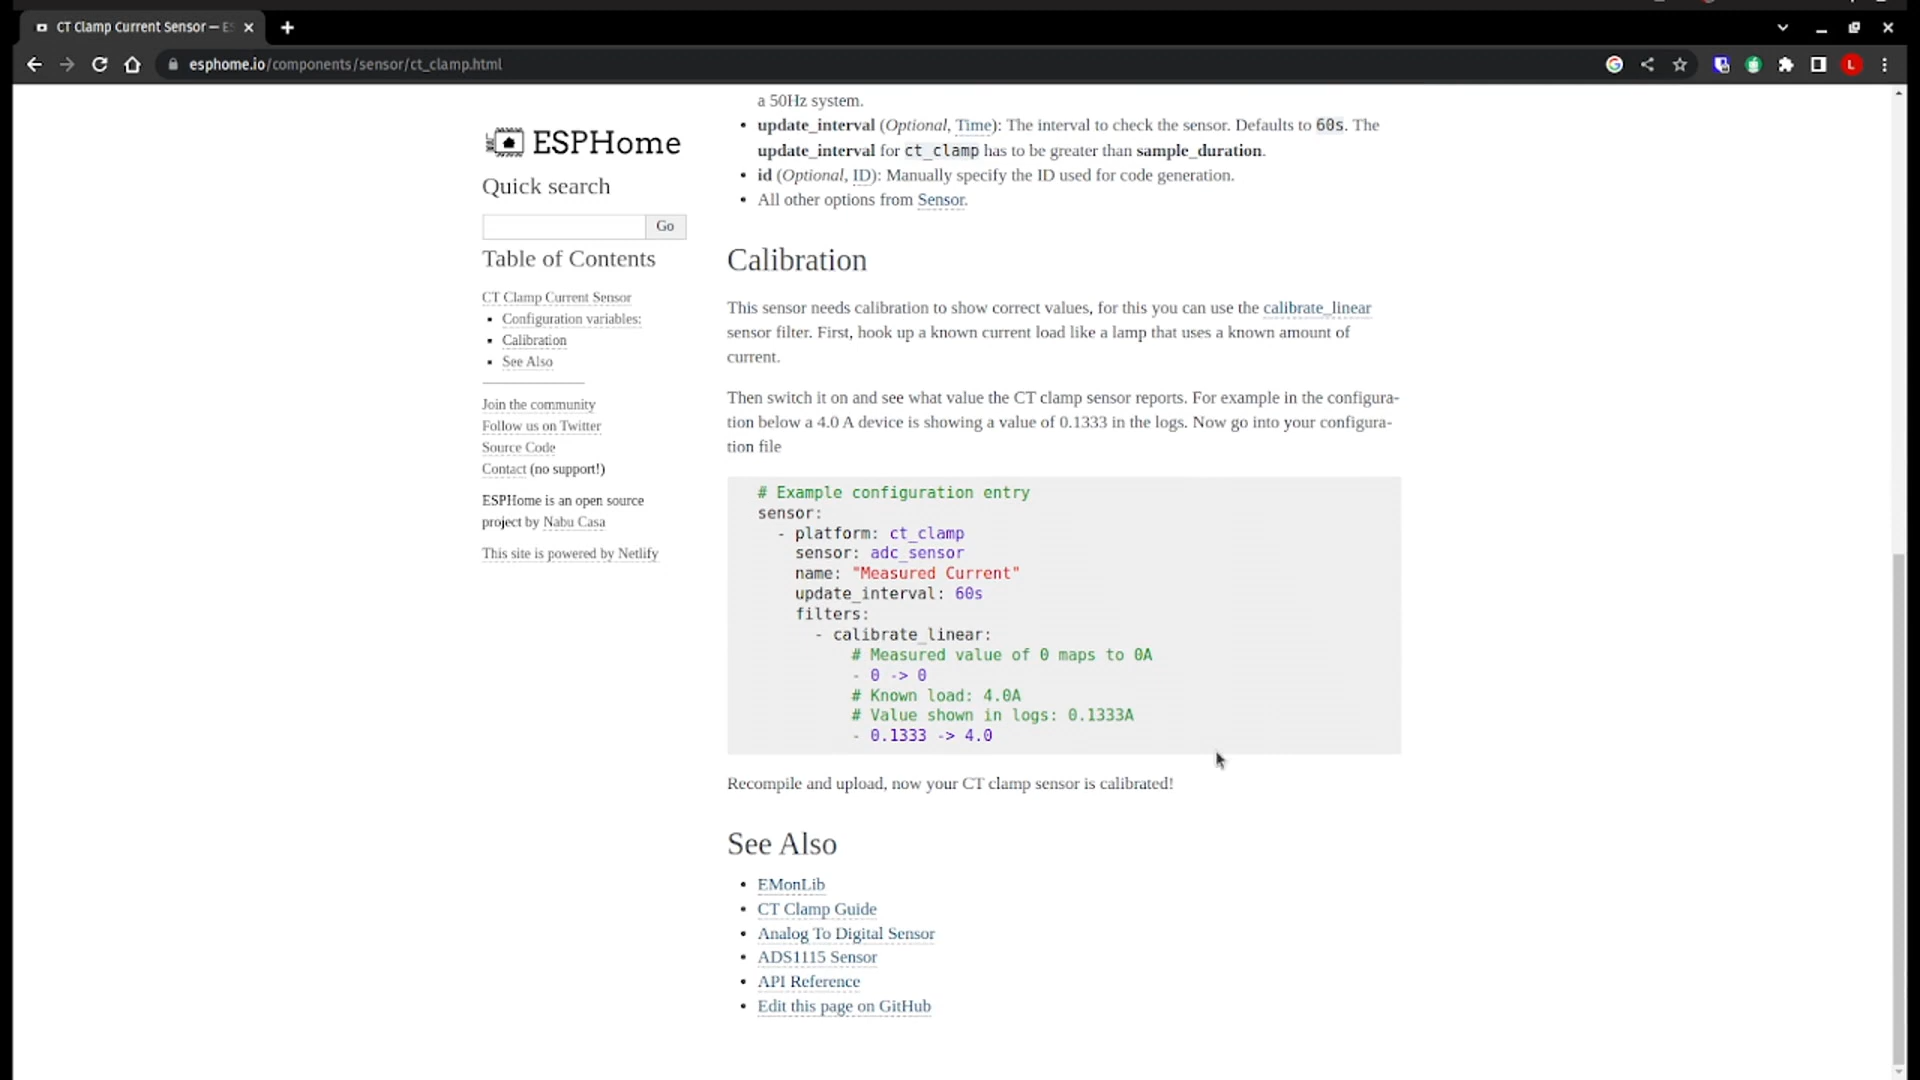 CT Clamp Current Sensor — ES
esphome.io/components/sensor/ct_clamp.html
L
ESPHome
Quick search
Go
Table of Contents
CT Clamp Current Sensor
Configuration variables:
Calibration
See Also
Join the community
Follow us on Twitter
Source Code
Contact (no support!)
ESPHome is an open source
project by Nabu Casa
This site is powered by Netlify
a 50Hz system.
update_interval (Optional, Time): The interval to check the sensor. Defaults to 60s. The
update_interval for ct_clamp has to be greater than sample_duration.
id (Optional, ID): Manually specify the ID used for code generation.
All other options from Sensor.
Calibration
This sensor needs calibration to show correct values, for this you can use the calibrate_linear
sensor filter. First, hook up a known current load like a lamp that uses a known amount of
current.
Then switch it on and see what value the CT clamp sensor reports. For example in the configura-
tion below a 4.0 A device is showing a value of 0.1333 in the logs. Now go into your configura-
tion file
# Example configuration entry
sensor:
- platform: ct_clamp
sensor: adc_sensor
name: "Measured Current"
update_interval: 60s
filters:
- calibrate_linear:
# Measured value of 0 maps to 0A
- 0 -> 0
# Known load: 4.0A
# Value shown in logs: 0.1333A
- 0.1333 -> 4.0
Recompile and upload, now your CT clamp sensor is calibrated!
See Also
EMonLib
CT Clamp Guide
Analog To Digital Sensor
ADS1115 Sensor
API Reference
Edit this page on GitHub